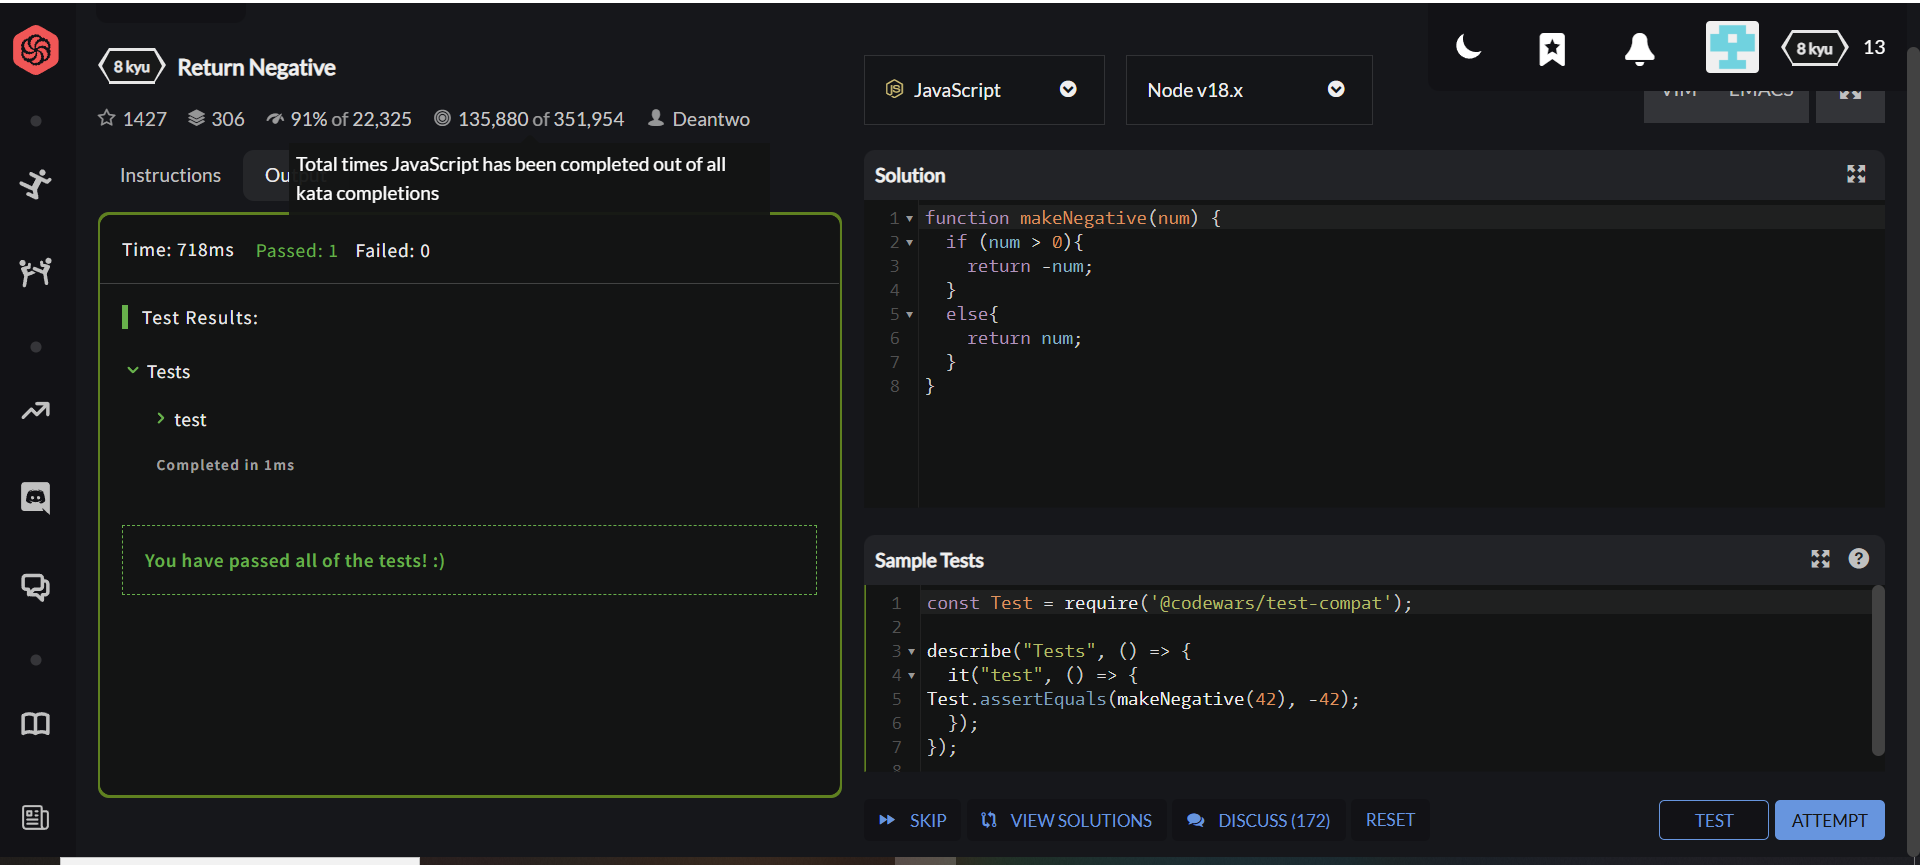 8 kyu Return Negative
1427 306 91% of 22,325 135,880 of 351,954 Deantwo
Total times JavaScript has been completed out of all
kata completions
Instructions
Ou
Time: 718ms Passed: 1 Failed: 0
Test Results:
Tests
test
Completed in 1ms
You have passed all of the tests! :)
JavaScript
Node v18.x
8 kyu 13
VIM EMACS
Solution
1 function makeNegative(num) {
2 if (num > 0){
3 return -num;
4 }
5 else{
6 return num;
7 }
8 }
Sample Tests
1 const Test = require('@codewars/test-compat');
2
3 describe("Tests", () => {
4 it("test", () => {
5 Test.assertEquals(makeNegative(42), -42);
6 });
7 });
8
SKIP VIEW SOLUTIONS DISCUSS (172) RESET
TEST ATTEMPT